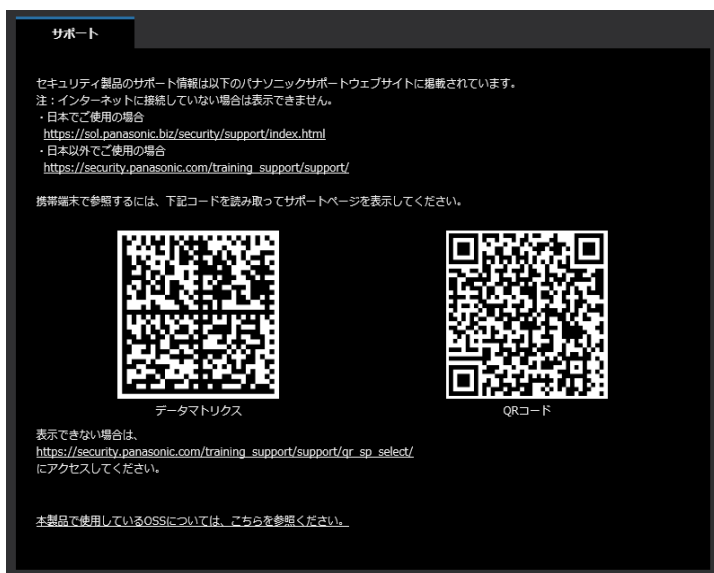 サポート
セキュリティ製品のサポート情報は以下のパナソニックサポートウェブサイトに掲載されています。
注：インターネットに接続していない場合は表示できません。
・日本でご使用の場合
https://sol.panasonic.biz/security/support/index.html
・日本以外でご使用の場合
https://security.panasonic.com/training_support/support/
携帯端末で参照するには、下記コードを読み取ってサポートページを表示してください。
データマトリクス
QRコード
表示できない場合は、
https://security.panasonic.com/training_support/support/qr_sp_select/
にアクセスしてください。
本製品で使用しているOSSについては、こちらを参照ください。